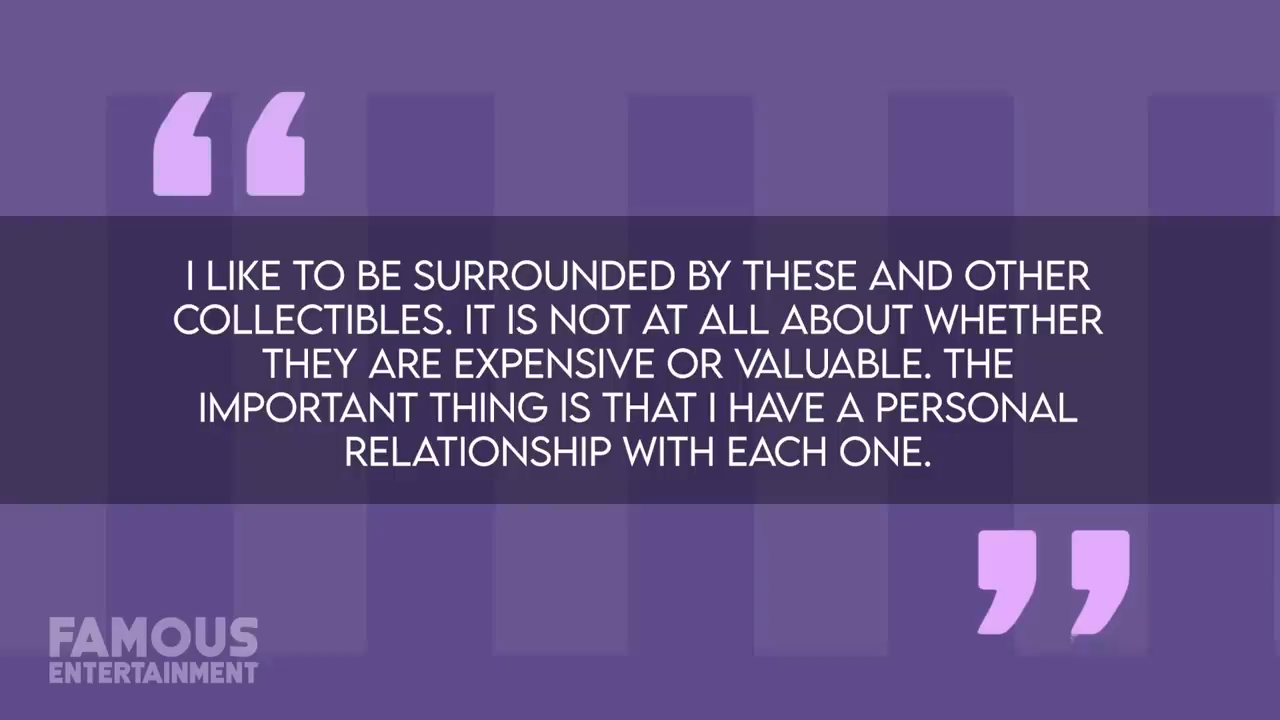 “
I LIKE TO BE SURROUNDED BY THESE AND OTHER
COLLECTIBLES. IT IS NOT AT ALL ABOUT WHETHER
THEY ARE EXPENSIVE OR VALUABLE. THE
IMPORTANT THING IS THAT I HAVE A PERSONAL
RELATIONSHIP WITH EACH ONE.
”
FAMOUS
ENTERTAINMENT